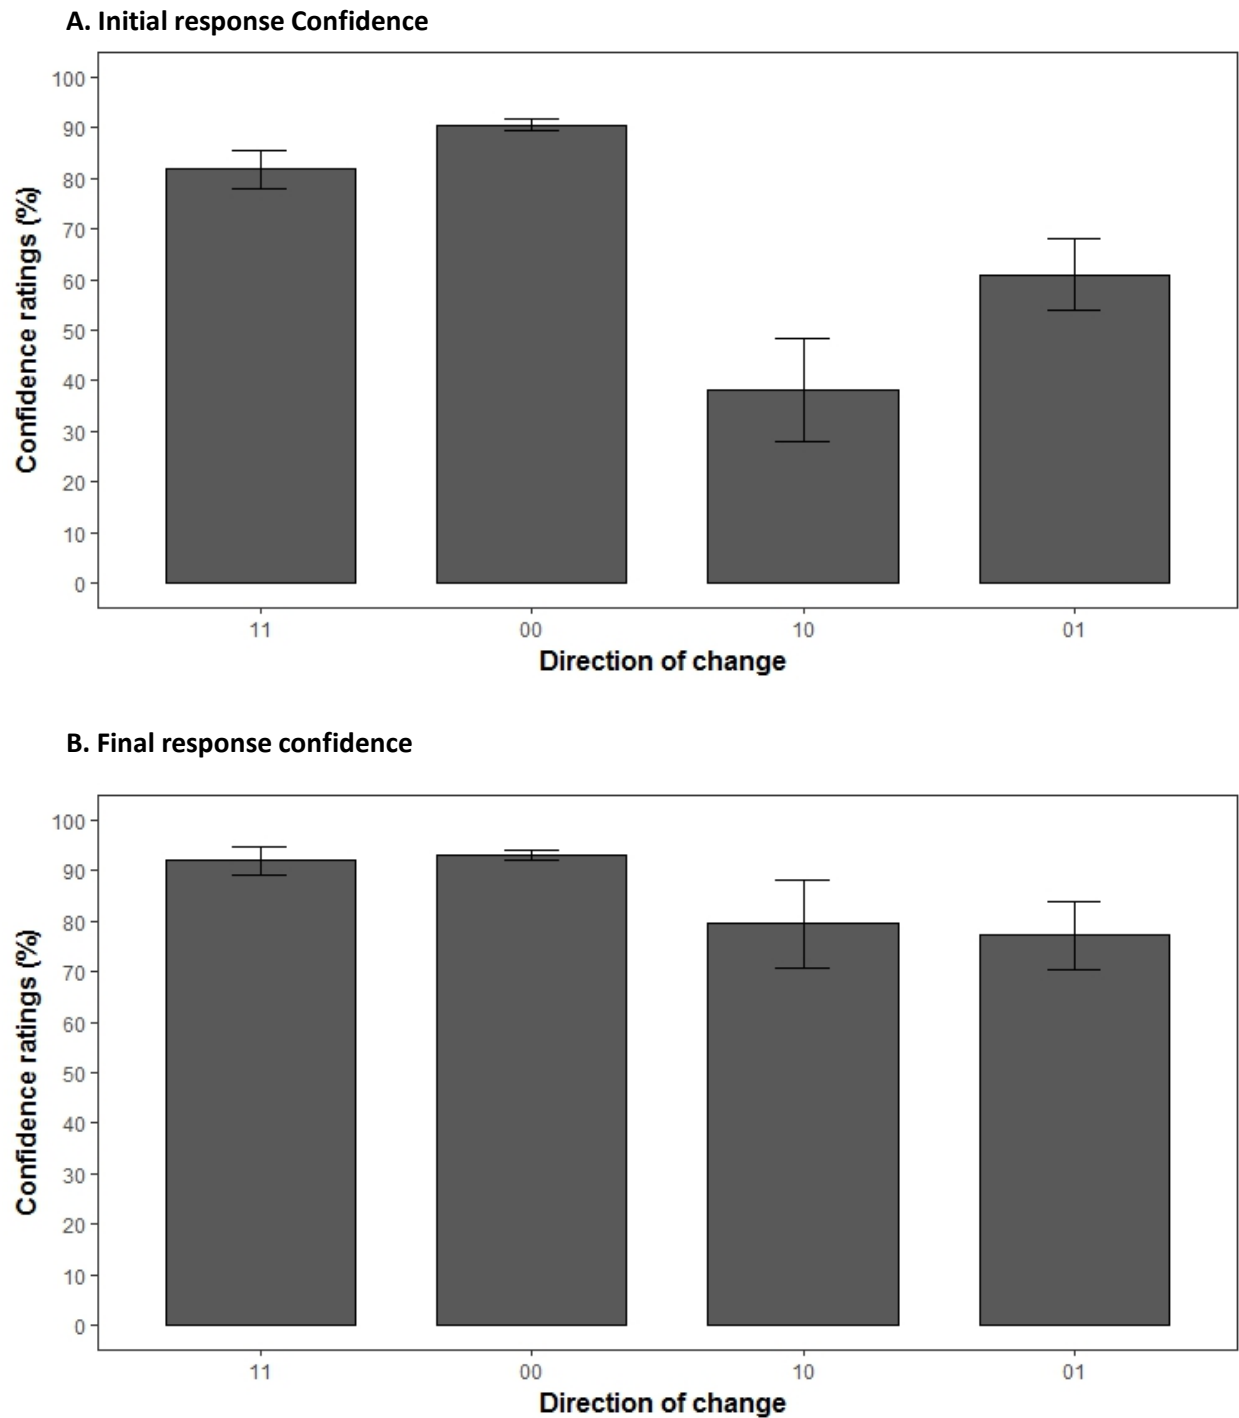 A. Initial response Confidence
Confidence ratings (%)
100
90
80
70
60
50
40
30
20
10
0
11 00 10 01
Direction of change
B. Final response confidence
Confidence ratings (%)
100
90
80
70
60
50
40
30
20
10
0
11 00 10 01
Direction of change